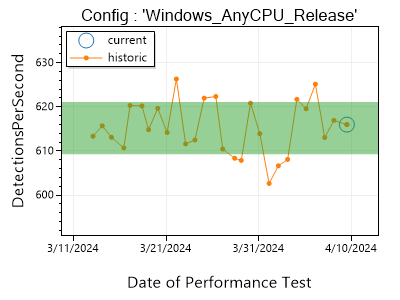 Config : 'Windows_AnyCPU_Release'
current
historic
DetectionsPerSecond
630
620
610
600
3/11/2024
3/21/2024
3/31/2024
4/10/2024
Date of Performance Test